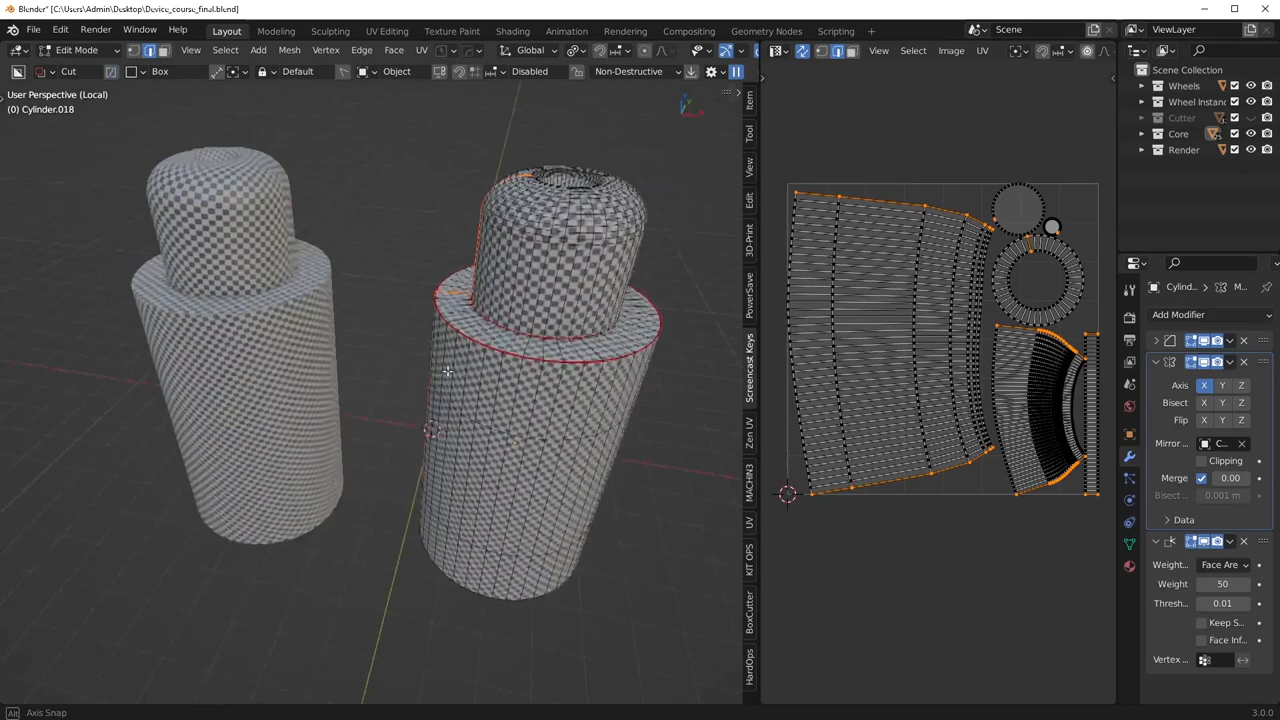 Blender* [C:\Users\Admin\Desktop\Device_course_final.blend]
File Edit Render Window Help Layout Modeling Sculpting UV Editing Texture Paint Shading Animation Rendering Compositing Geometry Nodes Scripting + Scene ViewLayer
Edit Mode View Select Add Mesh Vertex Edge Face UV Global View Select Image UV
Cut Box Default Object Disabled Non-Destructive
User Perspective (Local)
(0) Cylinder.018
Item
Tool
View
Edit
3D-Print
PowerSave
Screencast Keys
Zen UV
MACHIN3
UV
KIT OPS
BoxCutter
HardOps
Scene Collection
Wheels
Wheel Instanc
Cutter
Core
Render
Cylind... M...
Add Modifier
Axis X Y Z
Bisect X Y Z
Flip X Y Z
Mirror ... C...
Clipping
Merge 0.00
Bisect ... 0.001 m
Data
Weight... Face Are
Weight 50
Thresh... 0.01
Keep S...
Face Inf...
Vertex ...
Alt Axis Snap 3.0.0